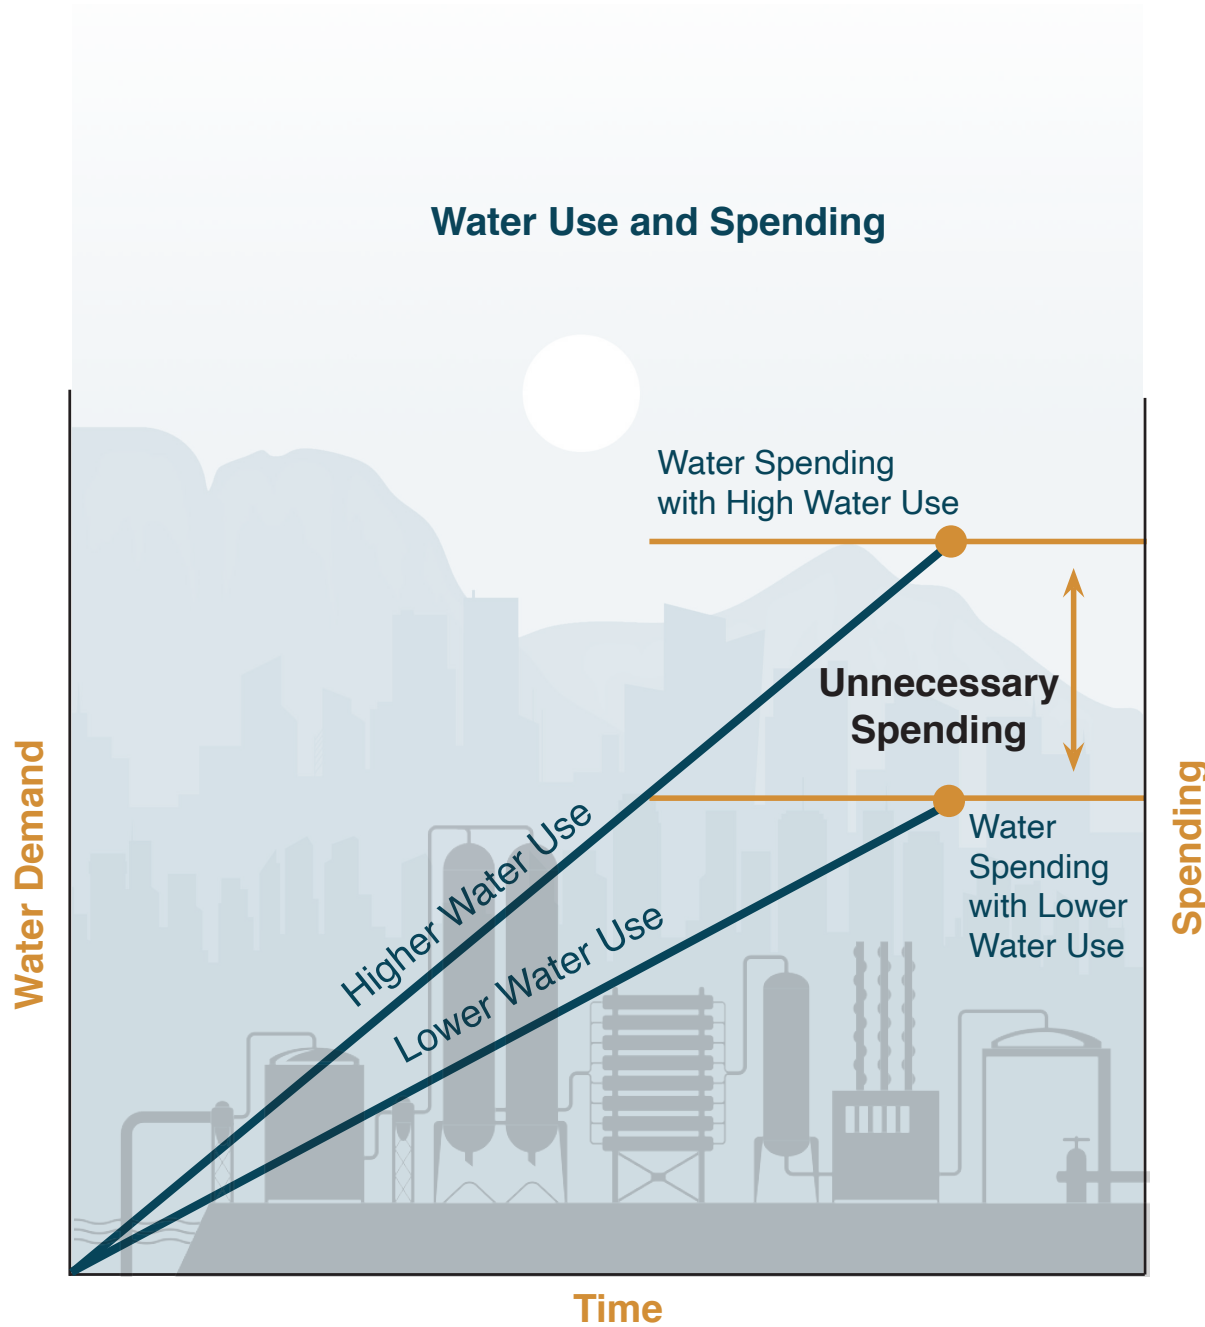 Water Use and Spending
Water Spending
with High Water Use
Unnecessary
Spending
Higher Water Use
Lower Water Use
Water
Spending
with Lower
Water Use
Water Demand
Spending
Time